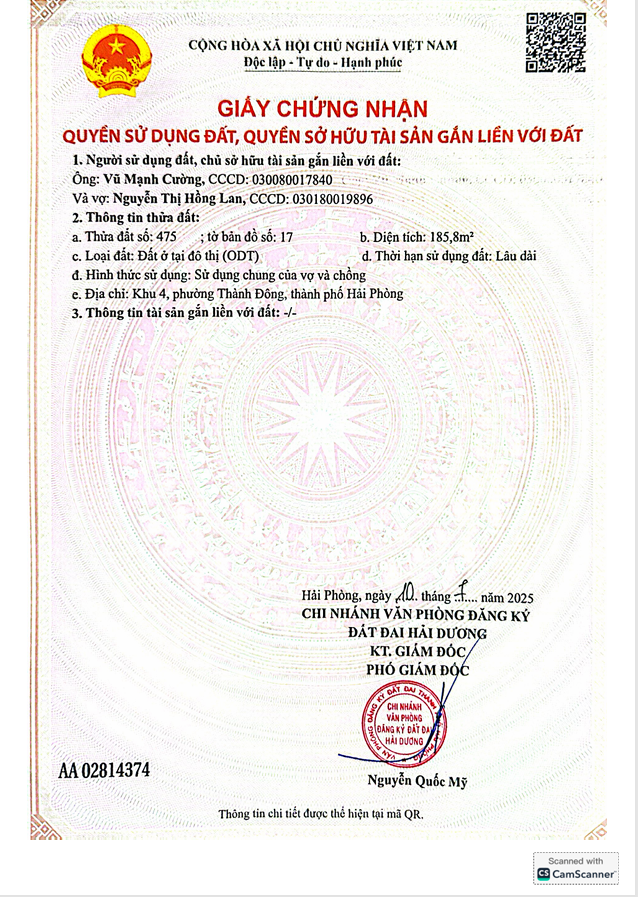 CỘNG HÒA XÃ HỘI CHỦ NGHĨA VIỆT NAM
Độc lập - Tự do - Hạnh phúc
GIẤY CHỨNG NHẬN
QUYỀN SỬ DỤNG ĐẤT, QUYỀN SỞ HỮU TÀI SẢN GẮN LIỀN VỚI ĐẤT
1. Người sử dụng đất, chủ sở hữu tài sản gắn liền với đất:
Ông: Vũ Mạnh Cường, CCCD: 030080017840
Và vợ: Nguyễn Thị Hồng Lan, CCCD: 030180019896
2. Thông tin thửa đất:
a. Thửa đất số: 475 ; tờ bản đồ số: 17 b. Diện tích: 185,8m²
c. Loại đất: Đất ở tại đô thị (ODT) d. Thời hạn sử dụng đất: Lâu dài
đ. Hình thức sử dụng: Sử dụng chung của vợ và chồng
e. Địa chỉ: Khu 4, phường Thành Đông, thành phố Hải Phòng
3. Thông tin tài sản gắn liền với đất: -/-
Hải Phòng, ngày 10 tháng 7 năm 2025
CHI NHÁNH VĂN PHÒNG ĐĂNG KÝ
ĐẤT ĐAI HẢI DƯƠNG
KT. GIÁM ĐỐC
PHÓ GIÁM ĐỐC
CHI NHÁNH
VĂN PHÒNG
ĐĂNG KÝ ĐẤT ĐAI
HẢI DƯƠNG
AA 02814374
Nguyễn Quốc Mỹ
Thông tin chi tiết được thể hiện tại mã QR.
Scanned with
CS CamScanner